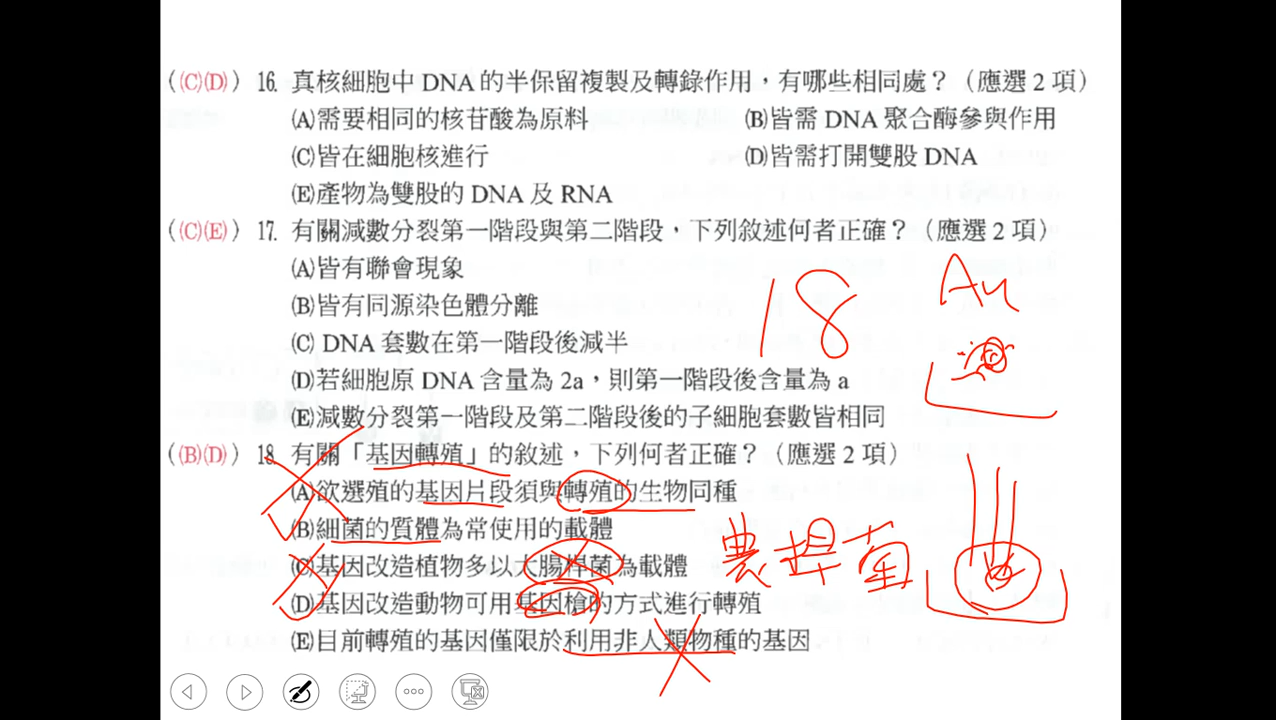 (C)(D) 16. 真核細胞中 DNA 的半保留複製及轉錄作用，有哪些相同處？（應選 2 項）
(A)需要相同的核苷酸為原料 (B)皆需 DNA 聚合酶參與作用
(C)皆在細胞核進行 (D)皆需打開雙股 DNA
(E)產物為雙股的 DNA 及 RNA
(C)(E) 17. 有關減數分裂第一階段與第二階段，下列敘述何者正確？（應選 2 項）
(A)皆有聯會現象
(B)皆有同源染色體分離
(C) DNA 套數在第一階段後減半
(D)若細胞原 DNA 含量為 2a，則第一階段後含量為 a
(E)減數分裂第一階段及第二階段後的子細胞套數皆相同
(B)(D) 18. 有關「基因轉殖」的敘述，下列何者正確？（應選 2 項）
(A)欲選殖的基因片段須與轉殖的生物同種
(B)細菌的質體為常使用的載體
(C)基因改造植物多以大腸桿菌為載體
(D)基因改造動物可用基因槍的方式進行轉殖
(E)目前轉殖的基因僅限於利用非人類物種的基因
18
Au
農桿菌